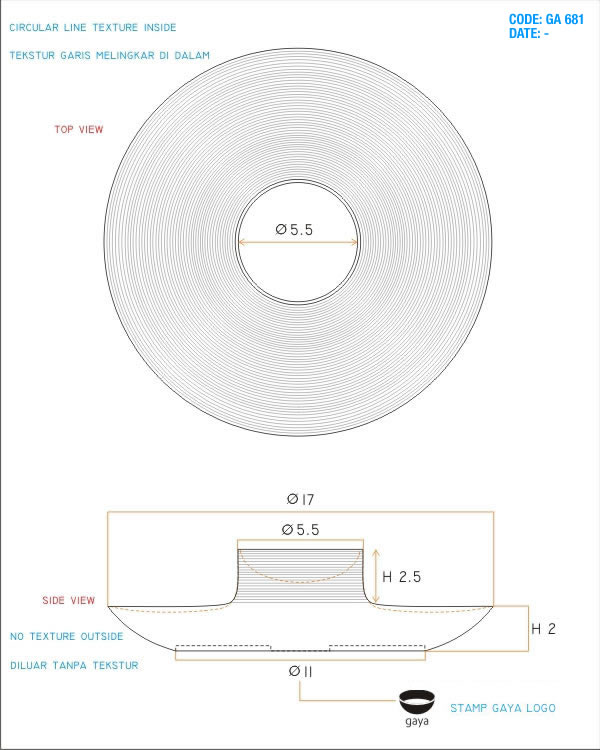 CIRCULAR LINE TEXTURE INSIDE
CODE: GA 681
DATE: -
TEKSTUR GARIS MELINGKAR DI DALAM
TOP VIEW
Ø5.5
Ø17
Ø5.5
H 2.5
SIDE VIEW
H 2
NO TEXTURE OUTSIDE
DILUAR TANPA TEKSTUR
Ø11
STAMP GAYA LOGO
gaya